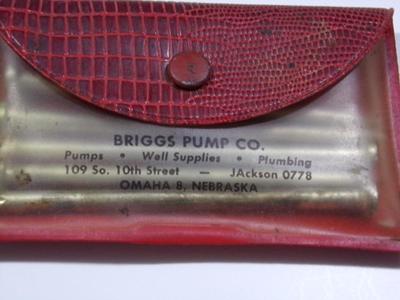 BRIGGS PUMP CO.
Pumps • Well Supplies • Plumbing
109 So. 10th Street — JAckson 0778
OMAHA 8, NEBRASKA